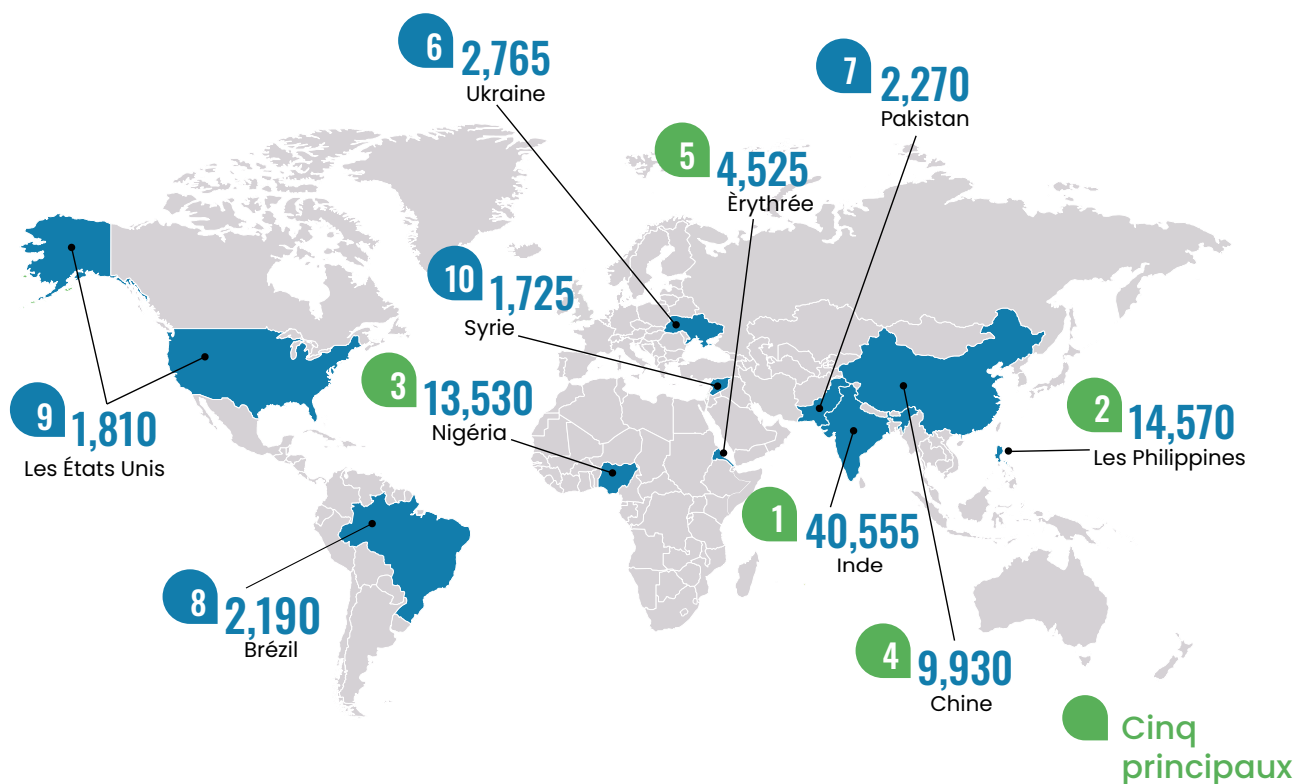 6
2,765
Ukraine
7
2,270
Pakistan
5
4,525
Èrythrée
10
1,725
Syrie
3
13,530
Nigéria
9
1,810
Les États Unis
2
14,570
Les Philippines
1
40,555
Inde
8
2,190
Brézil
4
9,930
Chine
Cinq
principaux